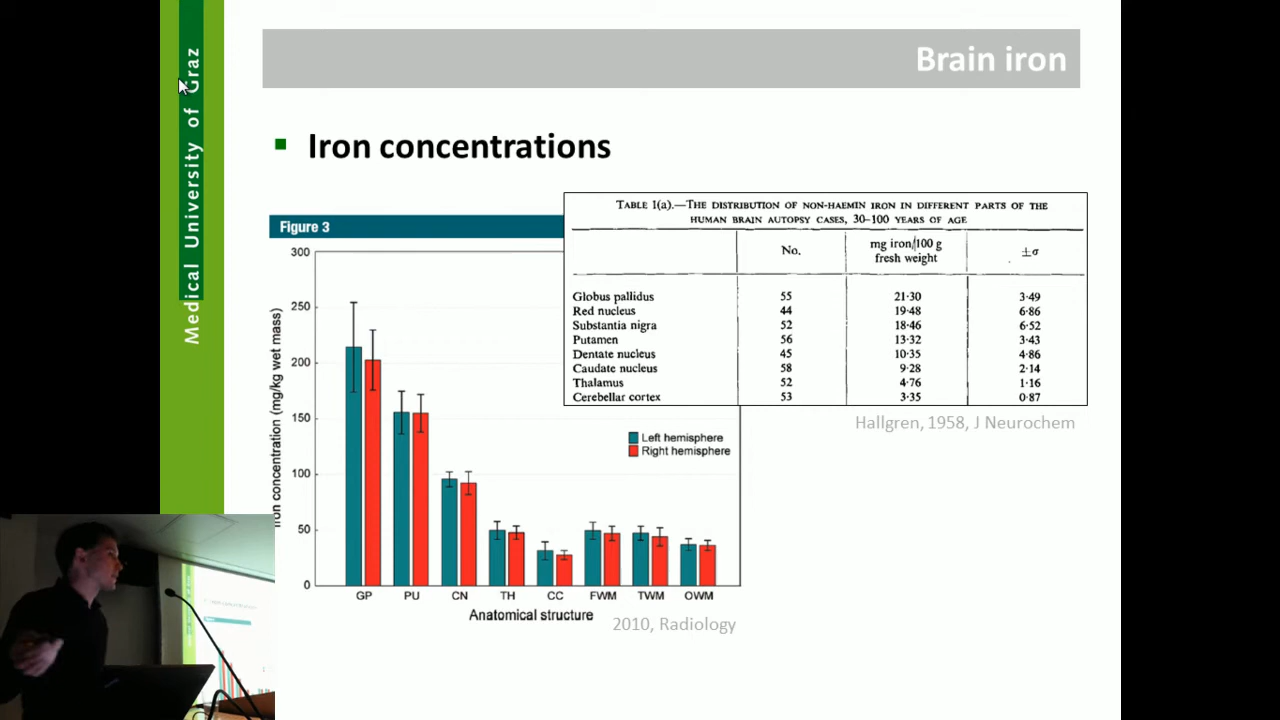 Medical University of Graz
Brain iron
Iron concentrations
Figure 3
300
250
200
150
100
50
0
Iron concentration (mg/kg wet mass)
GP PU CN TH CC FWM TWM OWM
Anatomical structure
Left hemisphere
Right hemisphere
2010, Radiology
TABLE 1(a).—THE DISTRIBUTION OF NON-HAEMIN IRON IN DIFFERENT PARTS OF THE
HUMAN BRAIN AUTOPSY CASES, 30–100 YEARS OF AGE
No. mg iron/100 g fresh weight ±σ
Globus pallidus 55 21·30 3·49
Red nucleus 44 19·48 6·86
Substantia nigra 52 18·46 6·52
Putamen 56 13·32 3·43
Dentate nucleus 45 10·35 4·86
Caudate nucleus 58 9·28 2·14
Thalamus 52 4·76 1·16
Cerebellar cortex 53 3·35 0·87
Hallgren, 1958, J Neurochem